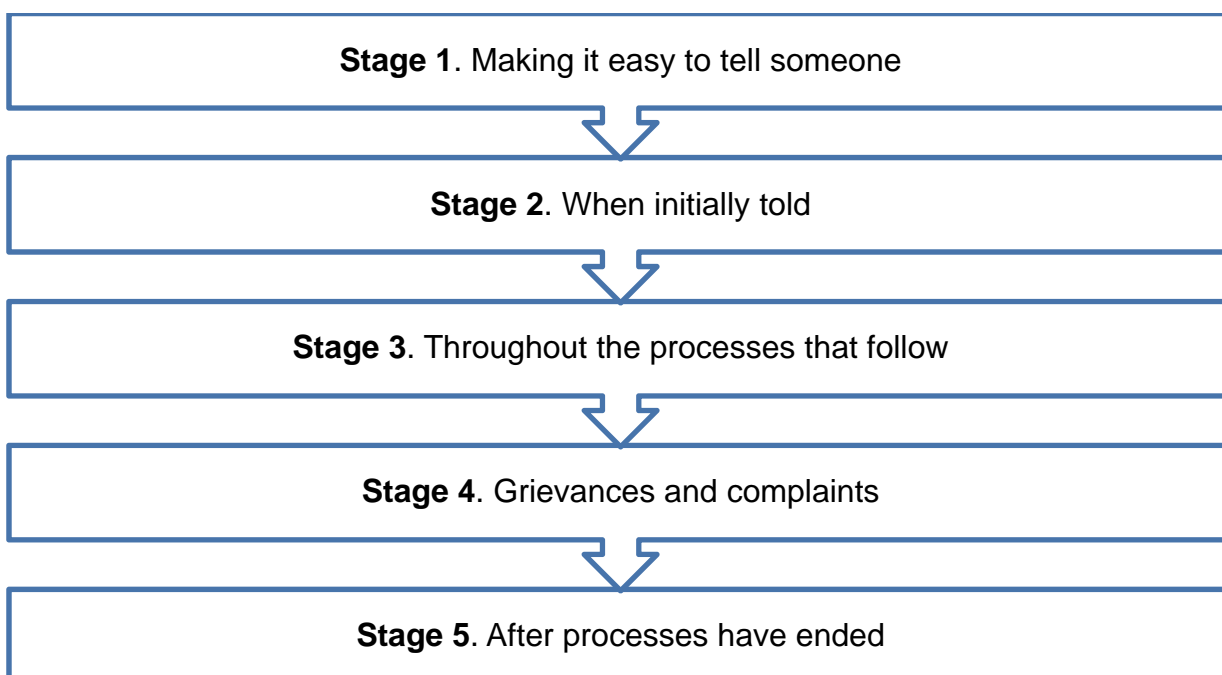 Stage 1. Making it easy to tell someone
Stage 2. When initially told
Stage 3. Throughout the processes that follow
Stage 4. Grievances and complaints
Stage 5. After processes have ended